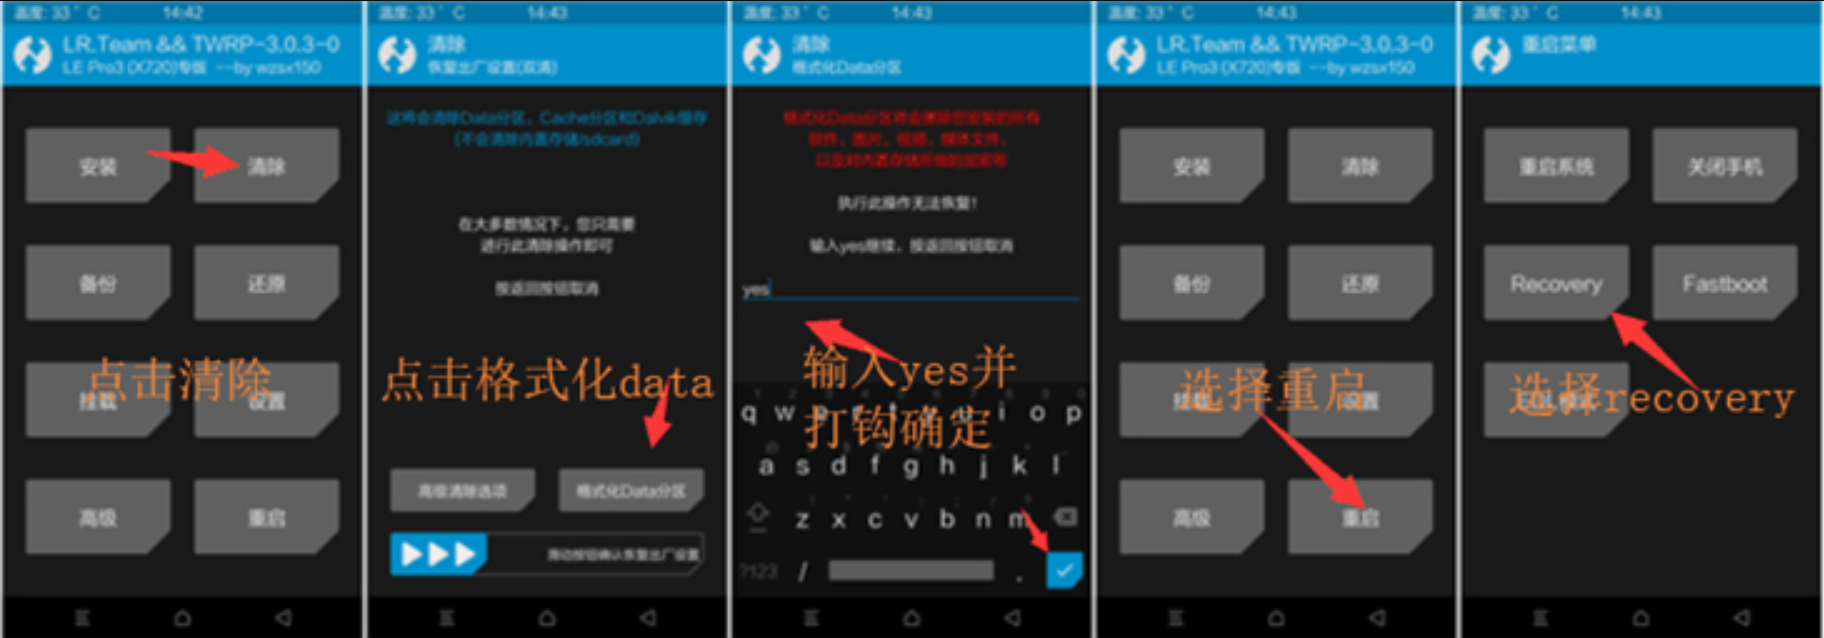 温度: 33°C 14:42
LR.Team && TWRP-3.0.3-0
LE Pro3 (X720)专版 --by wzsx150
安装
清除
备份
还原
点击清除
挂载
设置
高级
重启
温度: 33°C 14:43
清除
恢复出厂设置(双清)
这将会清除Data分区，Cache分区和Dalvik缓存
(不会清除内置存储/sdcard)
在大多数情况下，您只需要
进行此清除操作即可
按返回按钮取消
点击格式化data
高级清除选项
格式化Data分区
滑动按钮确认恢复出厂设置
温度: 33°C 14:43
清除
格式化Data分区
格式化Data分区将会擦除您安装的所有
软件，图片，视频，媒体文件，
以及对内置存储所做的加密等
执行此操作无法恢复！
输入yes继续，按返回按钮取消
yes
输入yes并
打钩确定
q w e r t y u i o p
a s d f g h j k l
z x c v b n m
?123 / .
温度: 33°C 14:43
LR.Team && TWRP-3.0.3-0
LE Pro3 (X720)专版 --by wzsx150
安装
清除
备份
还原
选择重启
挂载
设置
高级
重启
温度: 33°C 14:43
重启菜单
重启系统
关闭手机
Recovery
Fastboot
选择recovery